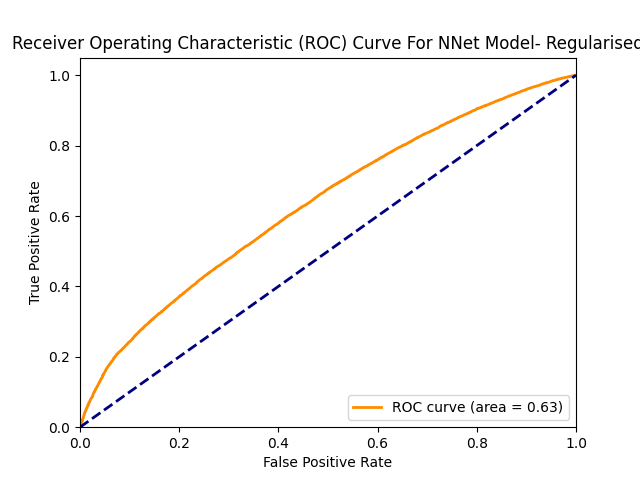 Receiver Operating Characteristic (ROC) Curve For NNet Model- Regularised
1.0
0.8
0.6
0.4
0.2
0.0
True Positive Rate
ROC curve (area = 0.63)
0.0 0.2 0.4 0.6 0.8 1.0
False Positive Rate